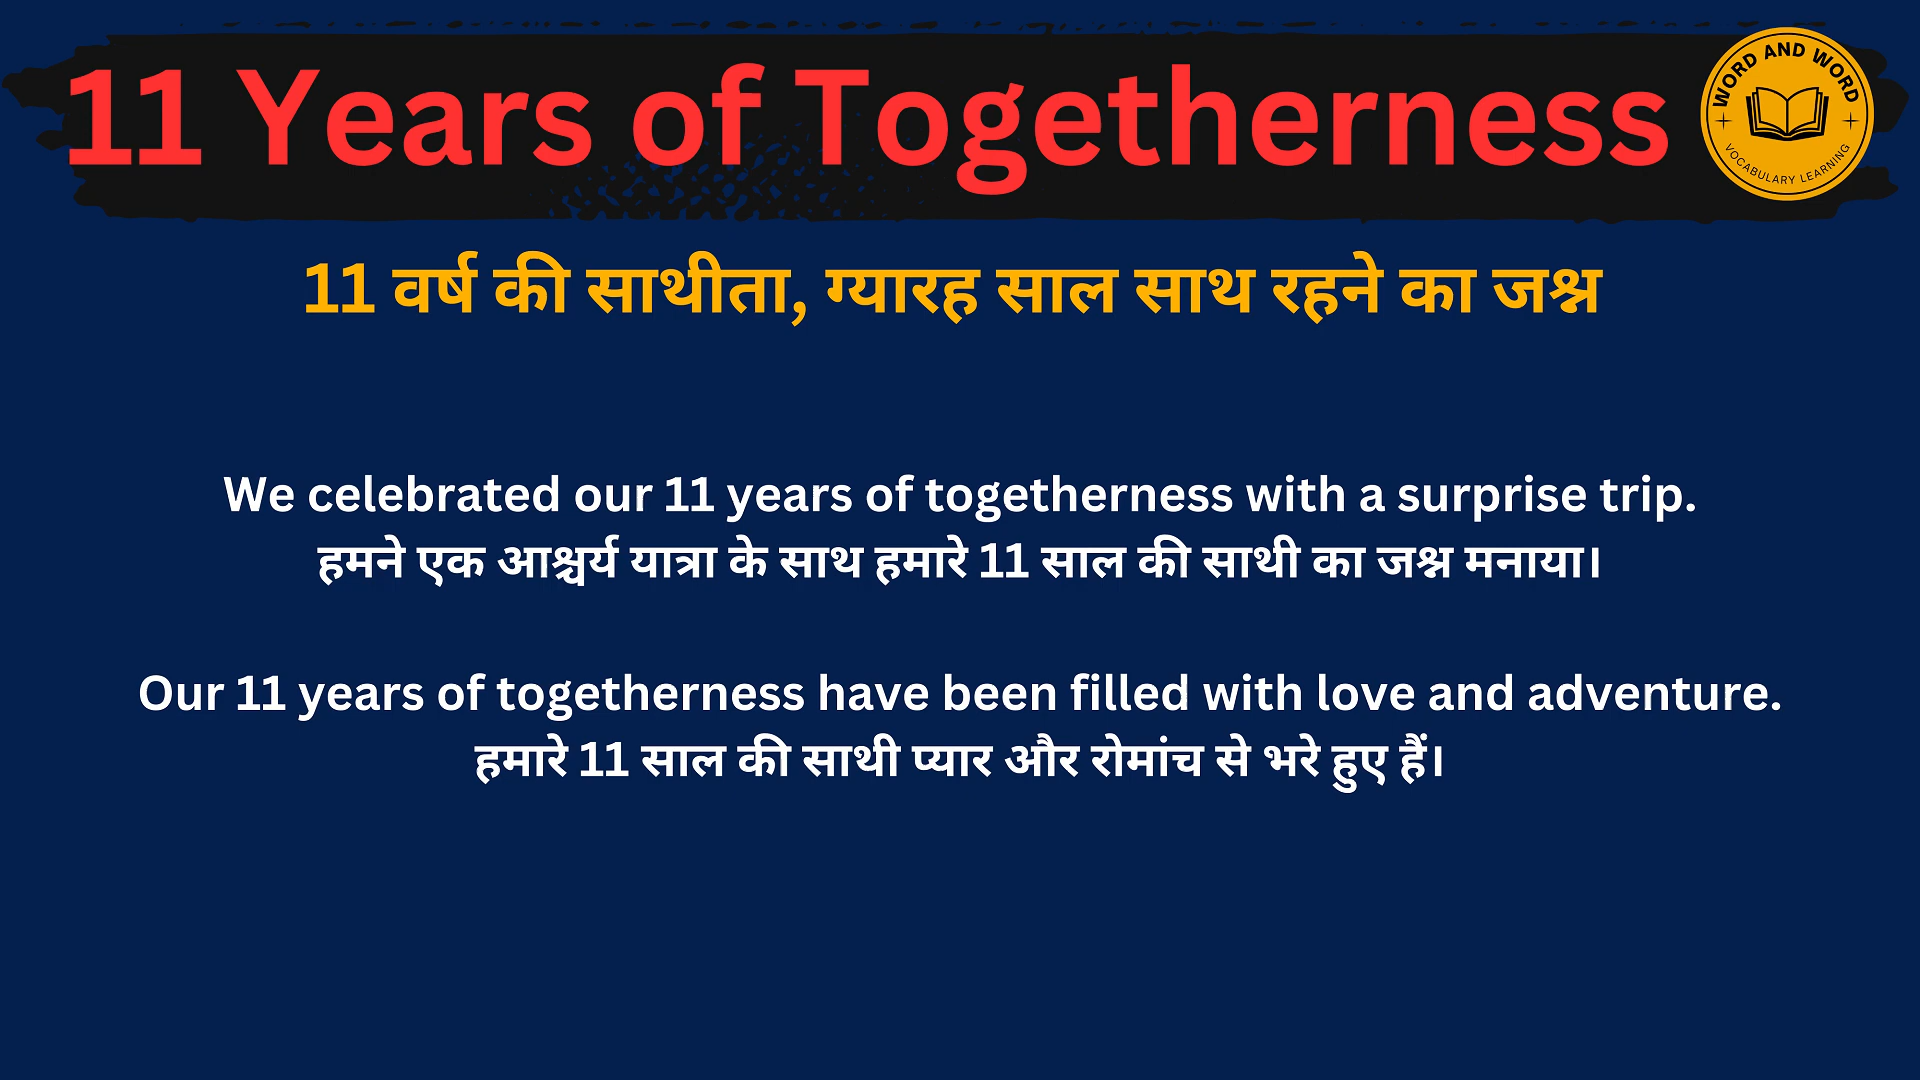 11 Years of Togetherness
WORD AND WORD
VOCABULARY LEARNING
11 वर्ष की साथीता, ग्यारह साल साथ रहने का जश्न
We celebrated our 11 years of togetherness with a surprise trip.
हमने एक आश्चर्य यात्रा के साथ हमारे 11 साल की साथी का जश्न मनाया।
Our 11 years of togetherness have been filled with love and adventure.
हमारे 11 साल की साथी प्यार और रोमांच से भरे हुए हैं।